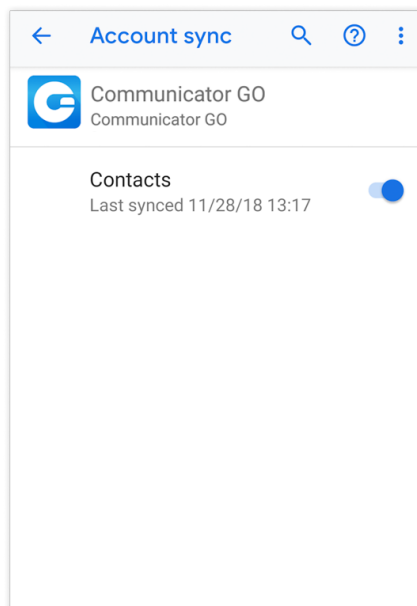 Account sync
Communicator GO
Communicator GO
Contacts
Last synced 11/28/18 13:17